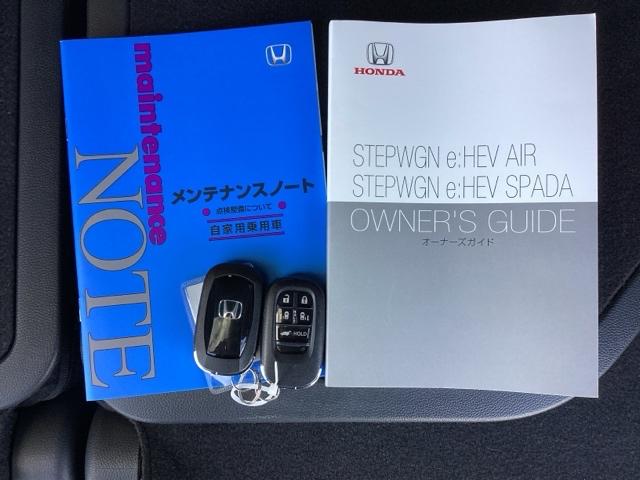 maintenance
NOTE
メンテナンスノート
点検整備について
自家用乗用車
HONDA
STEPWGN e:HEV AIR
STEPWGN e:HEV SPADA
OWNER'S GUIDE
オーナーズガイド
HOLD